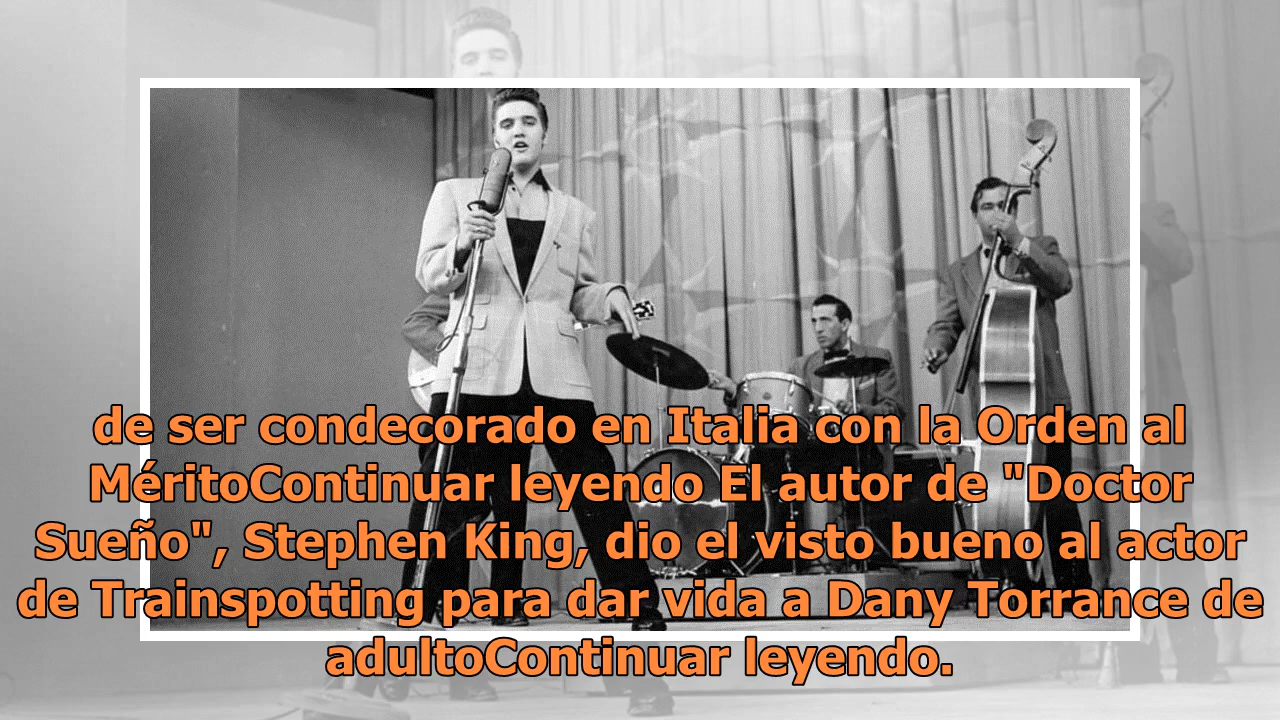 de ser condecorado en Italia con la Orden al
MéritoContinuar leyendo El autor de "Doctor
Sueño", Stephen King, dio el visto bueno al actor
de Trainspotting para dar vida a Dany Torrance de
adultoContinuar leyendo.